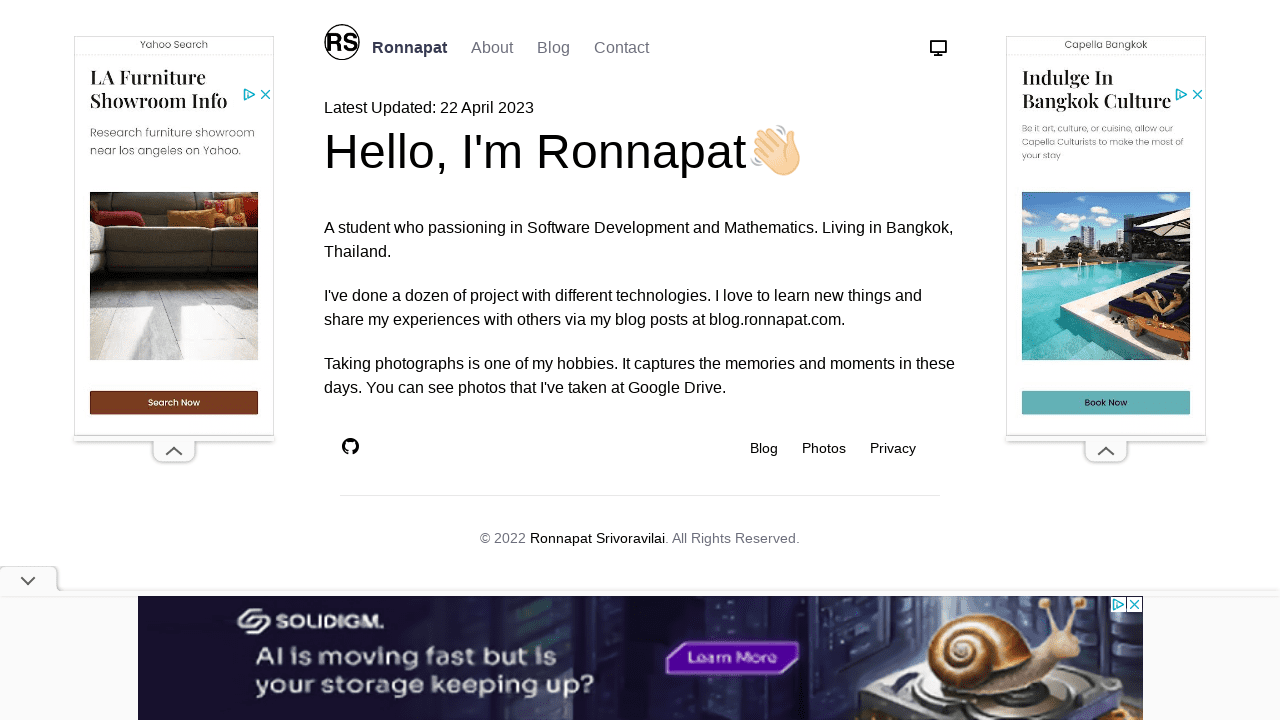 RS
Ronnapat
About
Blog
Contact
Latest Updated: 22 April 2023
Hello, I'm Ronnapat👋🏼
A student who passioning in Software Development and Mathematics. Living in Bangkok,
Thailand.
I've done a dozen of project with different technologies. I love to learn new things and
share my experiences with others via my blog posts at blog.ronnapat.com.
Taking photographs is one of my hobbies. It captures the memories and moments in these
days. You can see photos that I've taken at Google Drive.
Blog
Photos
Privacy
© 2022 Ronnapat Srivoravilai. All Rights Reserved.
Yahoo Search
LA Furniture
Showroom Info
Research furniture showroom
near los angeles on Yahoo.
Search Now
Capella Bangkok
Indulge In
Bangkok Culture
Be it art, culture, or cuisine, allow our
Capella Culturists to make the most of
your stay
Book Now
SOLIDIGM.
AI is moving fast but is
your storage keeping up?
Learn More